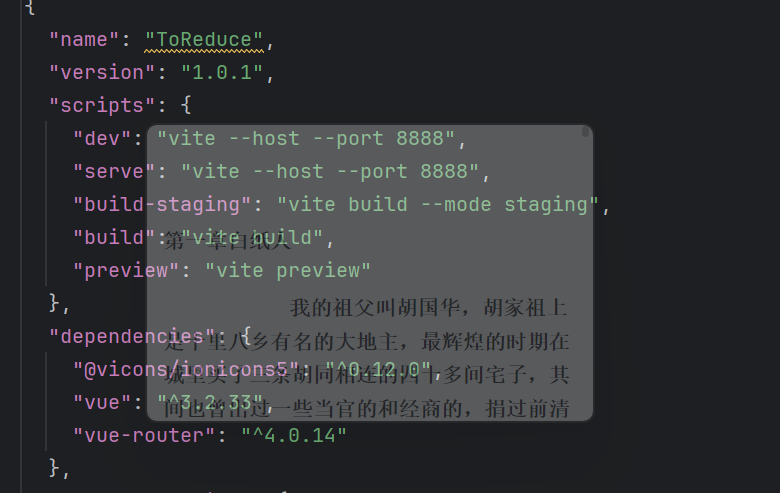 {
"name": "ToReduce",
"version": "1.0.1",
"scripts": {
"dev": "vite --host --port 8888",
"serve": "vite --host --port 8888",
"build-staging": "vite build --mode staging",
"build": "vite build",
"preview": "vite preview"
},
"dependencies": {
"@vicons/ionicons5": "^0.12.0",
"vue": "^3.2.33",
"vue-router": "^4.0.14"
},
第一章白纸人
我的祖父叫胡国华，胡家祖上
是十里八乡有名的大地主，最辉煌的时期在
城里买了三条胡同相连的四十多间宅子，其
间也曾出过一些当官的和经商的，捐过前清